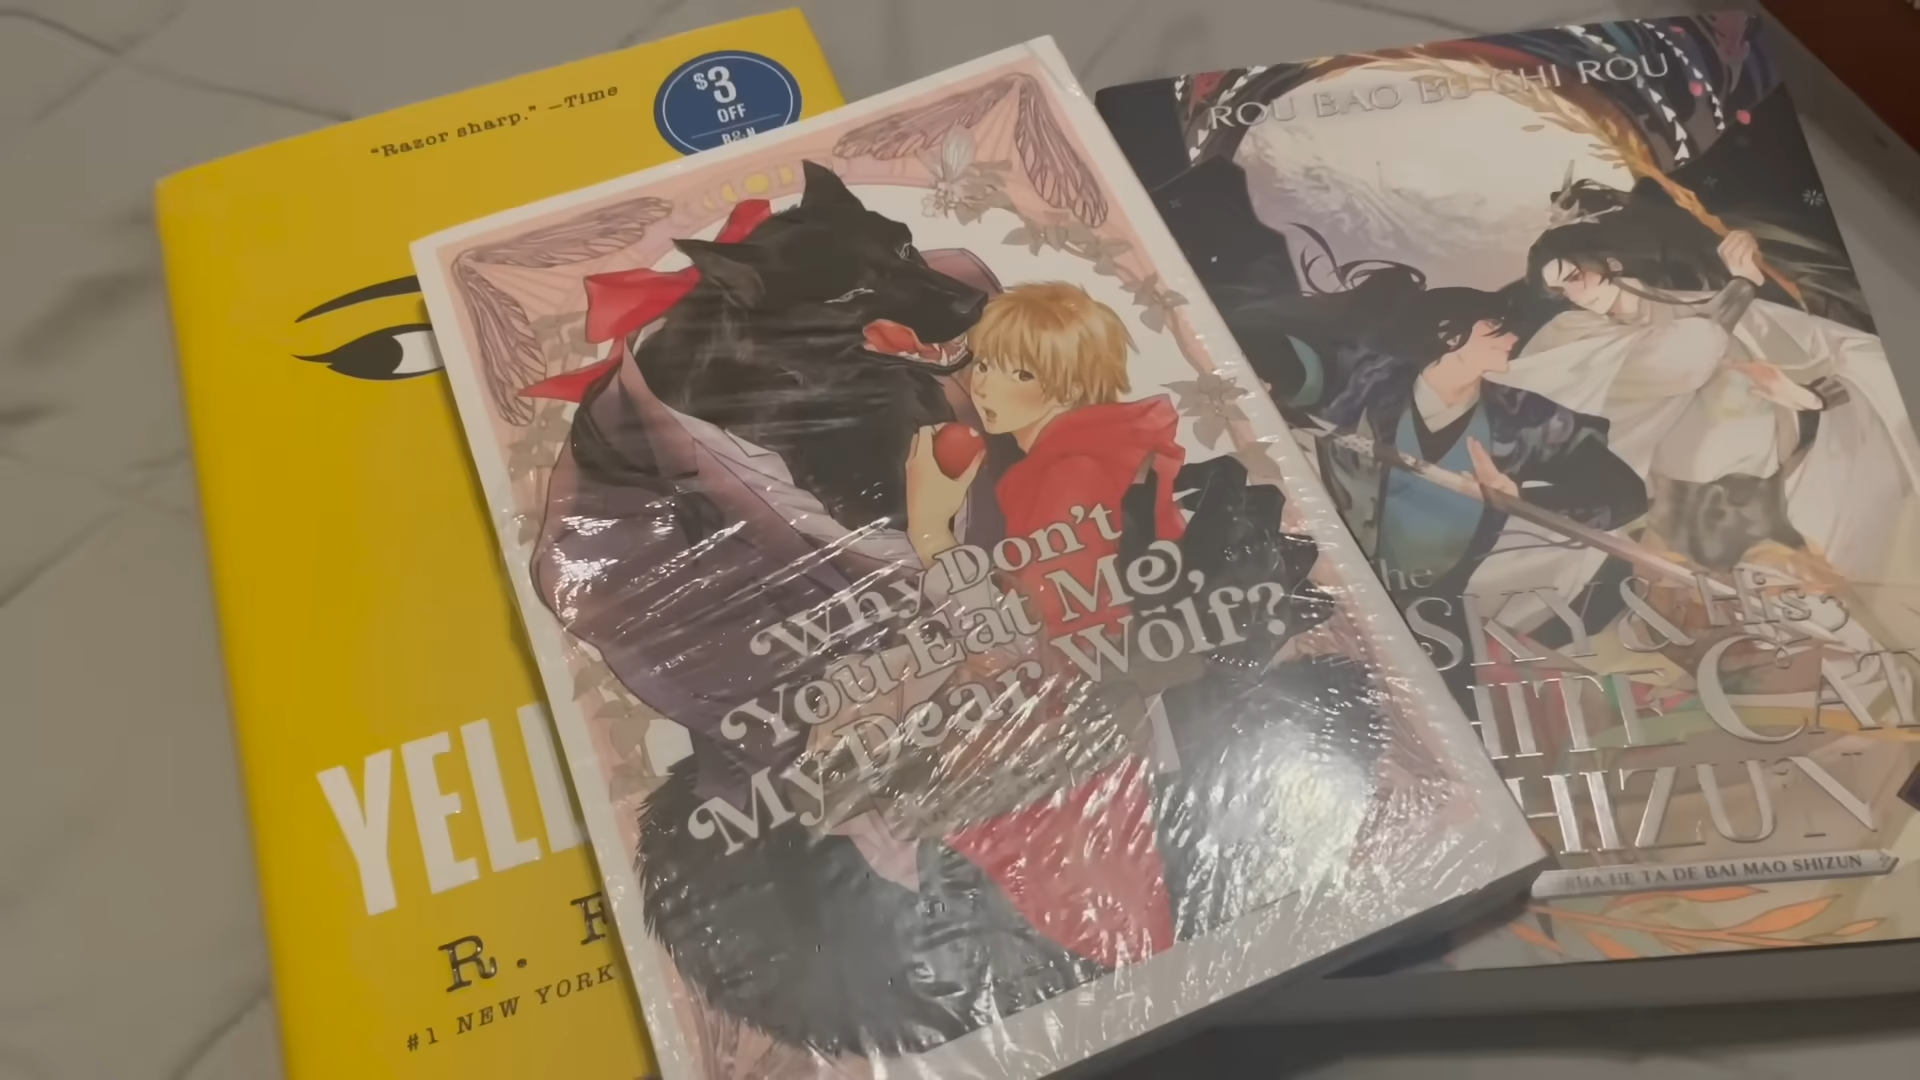 "Razor sharp." —Time
$3
OFF
B&N
YELL
R. F
#1 NEW YORK
Why Don't
You Eat Me,
My Dear Wolf?
ROU BAO BU CHI ROU
The
SKY & His
HITE CAT
HIZUN
HA HE TA DE BAI MAO SHIZUN